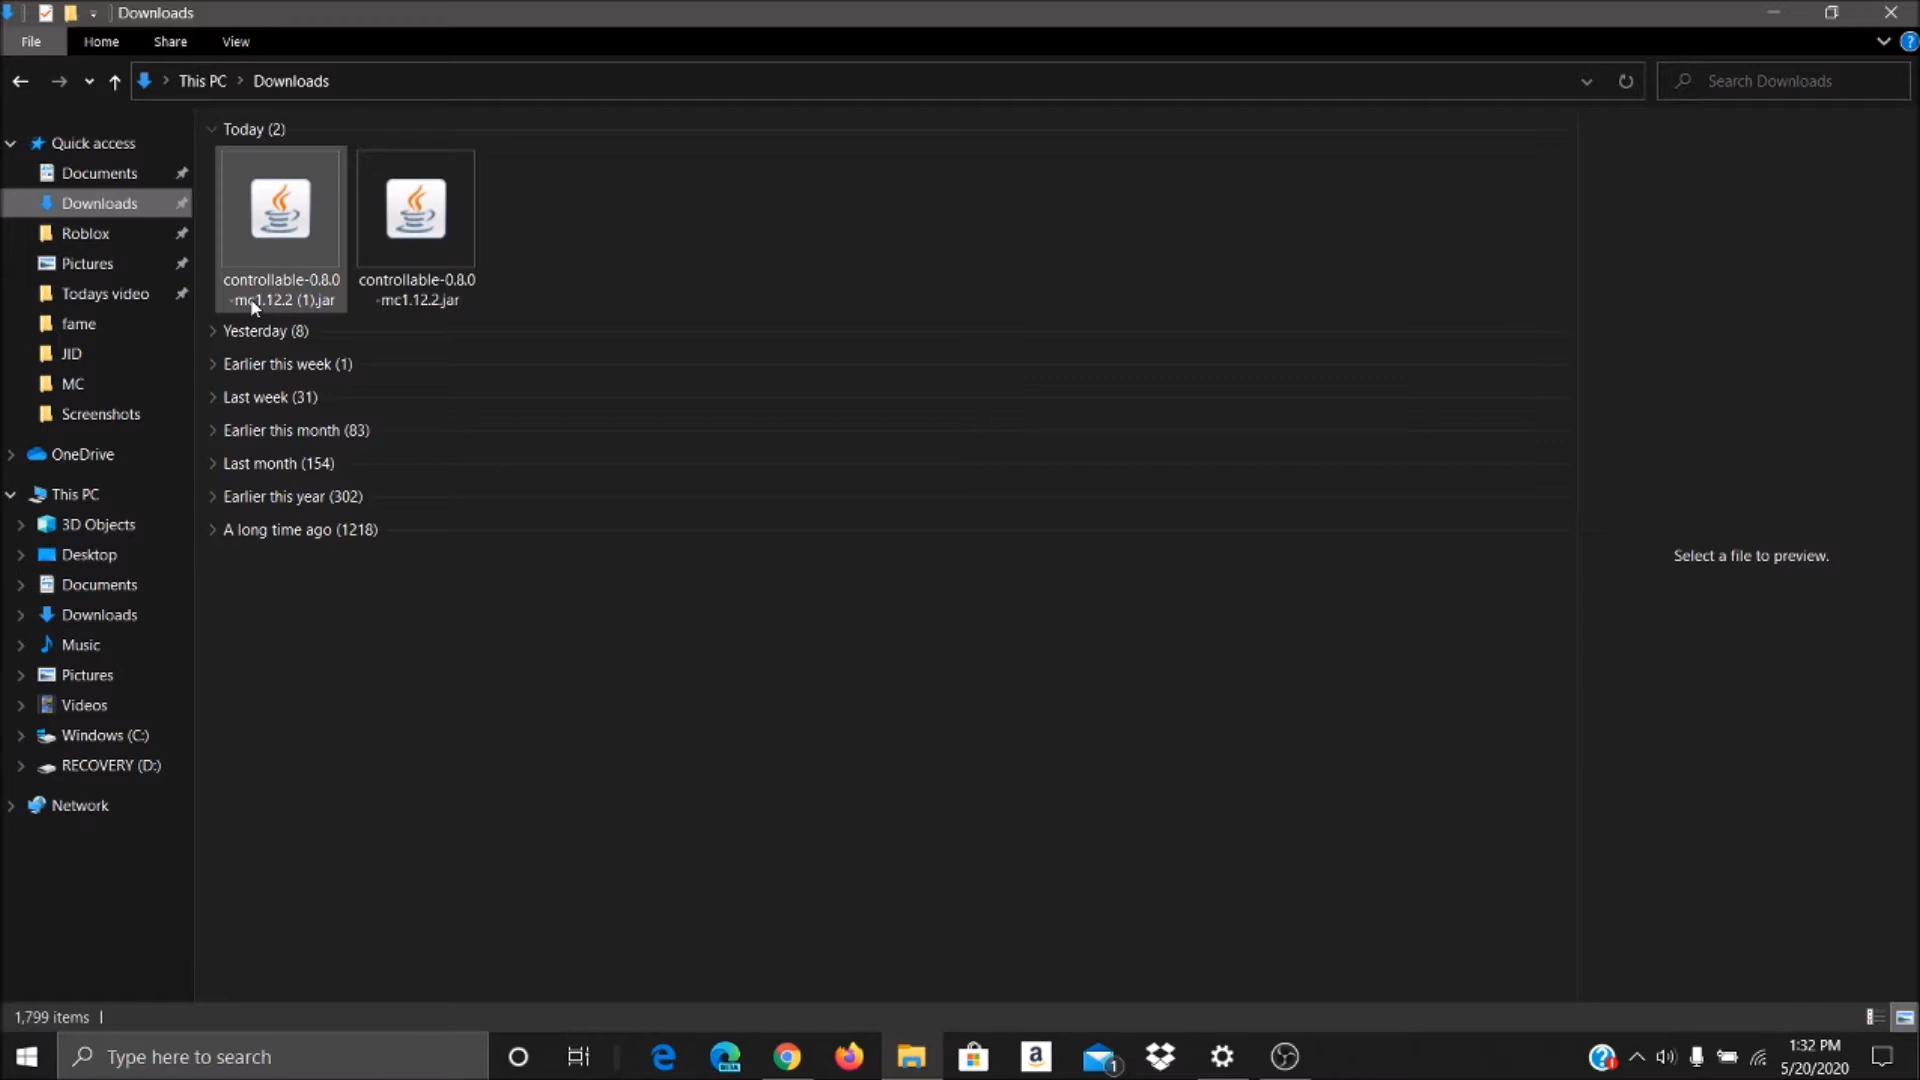 Downloads
File
Home
Share
View
This PC
Downloads
Search Downloads
Quick access
Documents
Downloads
Roblox
Pictures
Todays video
fame
JID
MC
Screenshots
OneDrive
This PC
3D Objects
Desktop
Documents
Downloads
Music
Pictures
Videos
Windows (C:)
RECOVERY (D:)
Network
Today (2)
controllable-0.8.0
-mc1.12.2 (1).jar
controllable-0.8.0
-mc1.12.2.jar
Yesterday (8)
Earlier this week (1)
Last week (31)
Earlier this month (83)
Last month (154)
Earlier this year (302)
A long time ago (1218)
Select a file to preview.
1,799 items
Type here to search
1
1:32 PM
5/20/2020